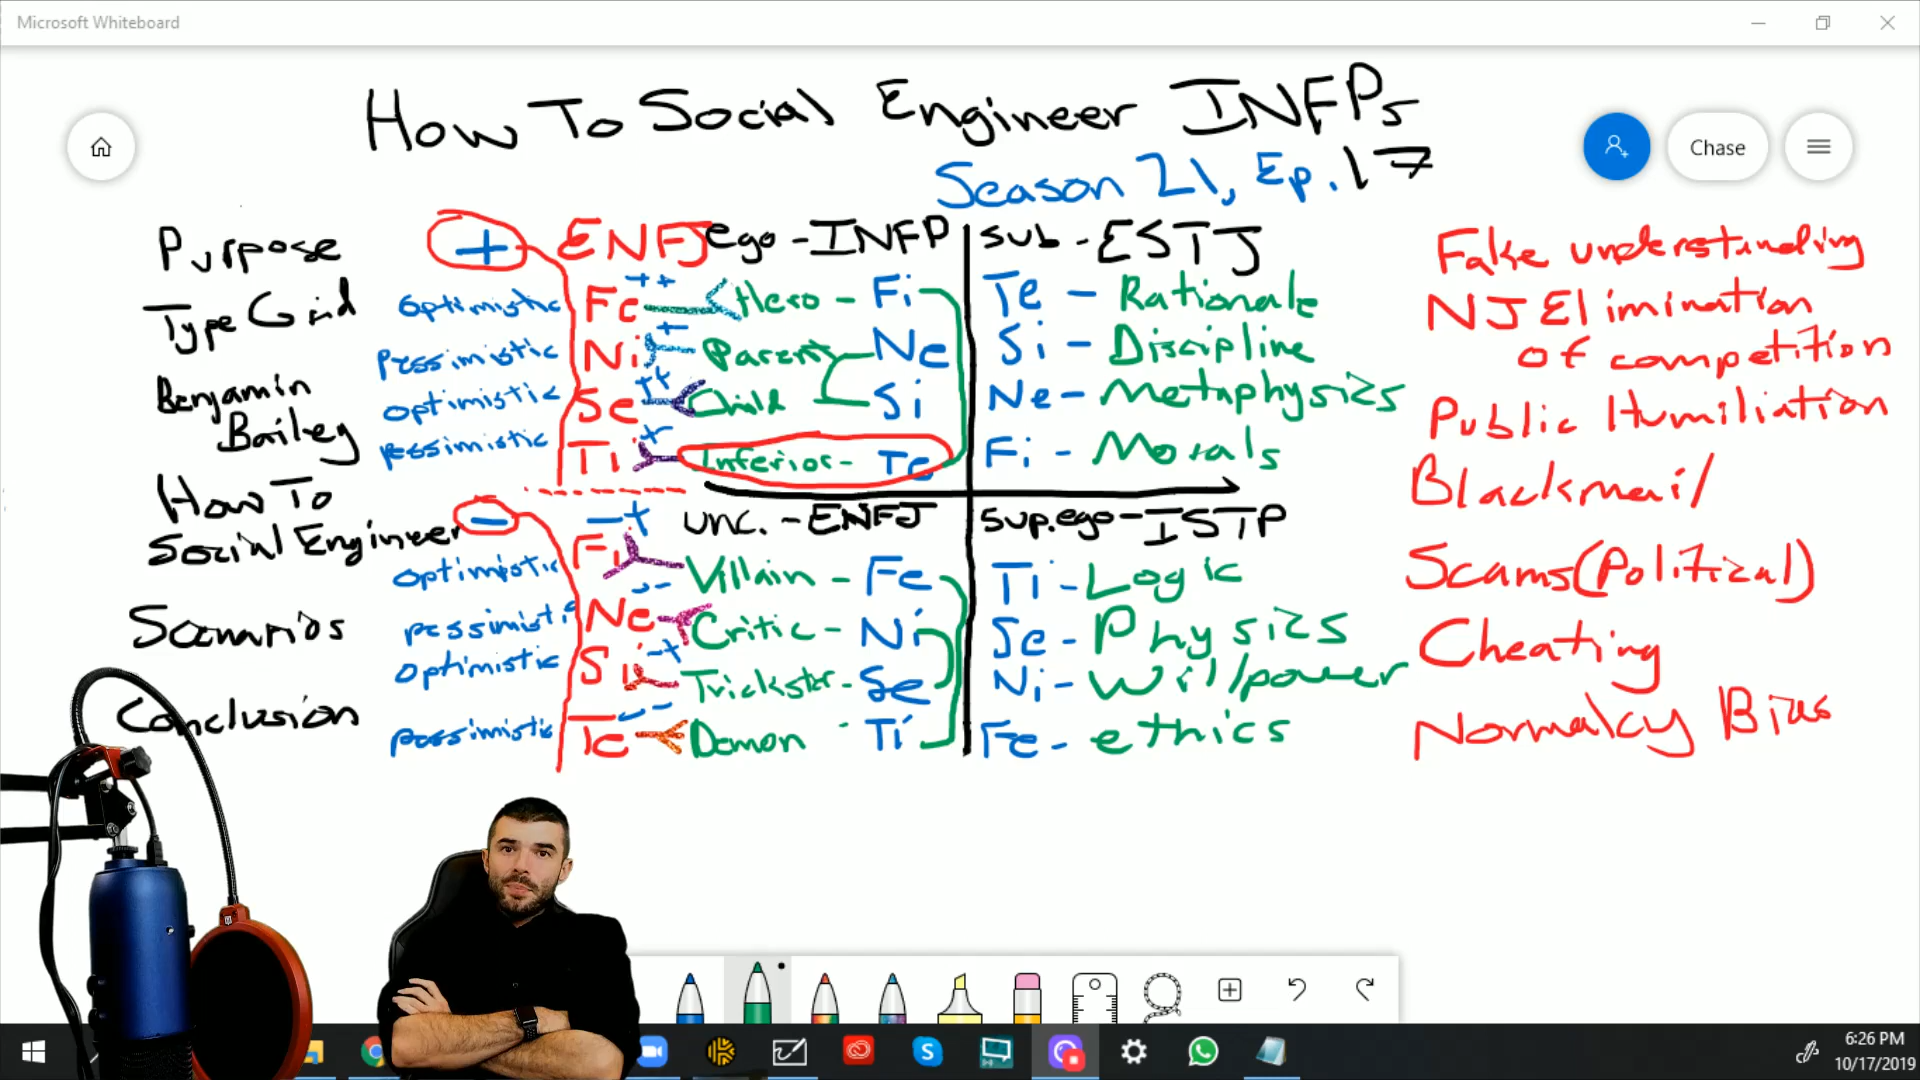 Microsoft Whiteboard
How To Social Engineer INFPs
Season 21, Ep. 17
Chase
Purpose
Type Grid
Benjamin
Bailey
How To
Social Engineer
Scenarios
Conclusion
+ ENFJ
optimistic Fe ++
pessimistic Ni -+
optimistic Se ++
pessimistic Ti -+
-
optimistic Fi -+
pessimistic Ne --
optimistic Si -+
pessimistic Te --
ego - INFP
Hero - Fi
Parent Ne
Child Si
Inferior - Te
sub - ESTJ
Te - Rationale
Si - Discipline
Ne - Metaphysics
Fi - Morals
unc. - ENFJ
Villain - Fe
Critic - Ni
Trickster - Se
Demon - Ti
sup.ego - ISTP
Ti - Logic
Se - Physics
Ni - Willpower
Fe - ethics
Fake understanding
NJ Elimination
of competition
Public Humiliation
Blackmail
Scams (Political)
Cheating
Normalcy Bias
6:26 PM
10/17/2019